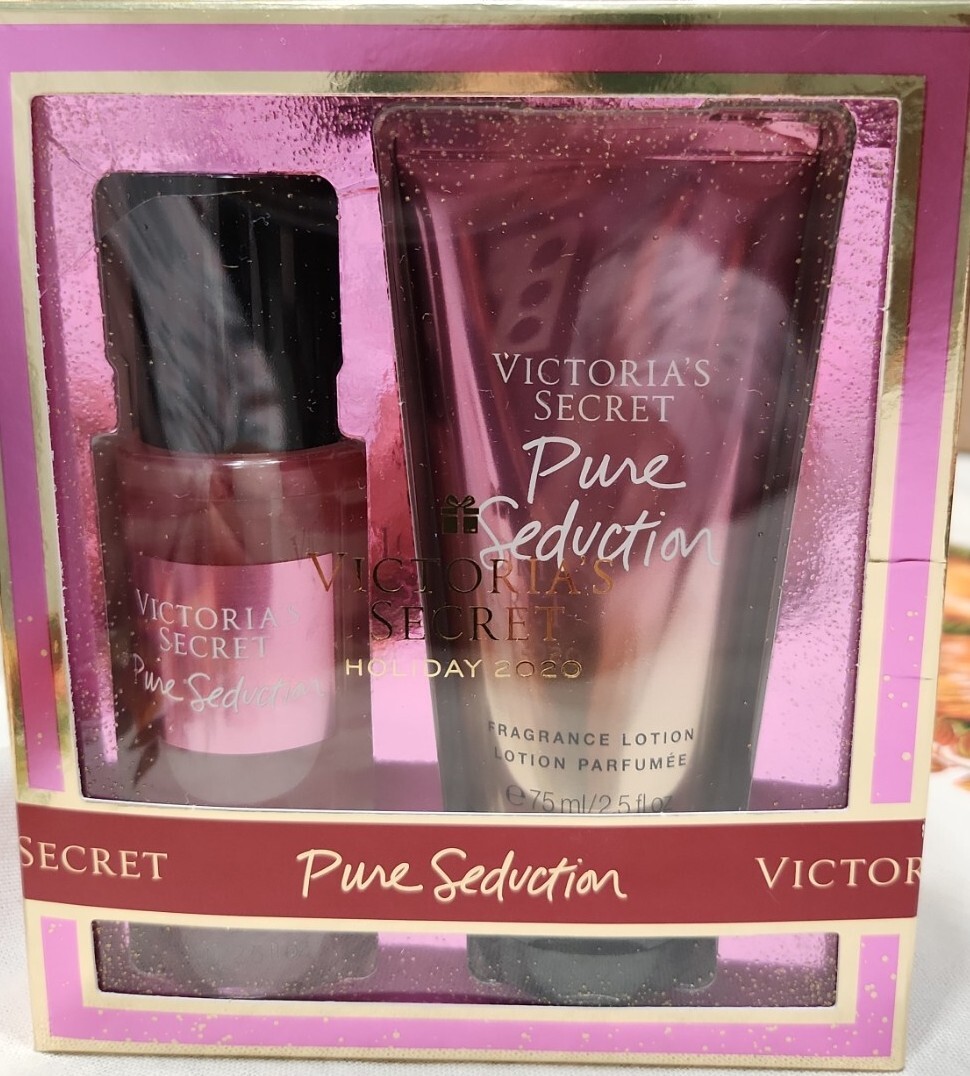 VICTORIA'S
SECRET
Pure
Seduction
VICTORIA'S
SECRET
HOLIDAY 2020
VICTORIA'S
SECRET
Pure Seduction
FRAGRANCE LOTION
LOTION PARFUMÉE
℮ 75 ml/2.5 fl oz
SECRET Pure Seduction VICTOR